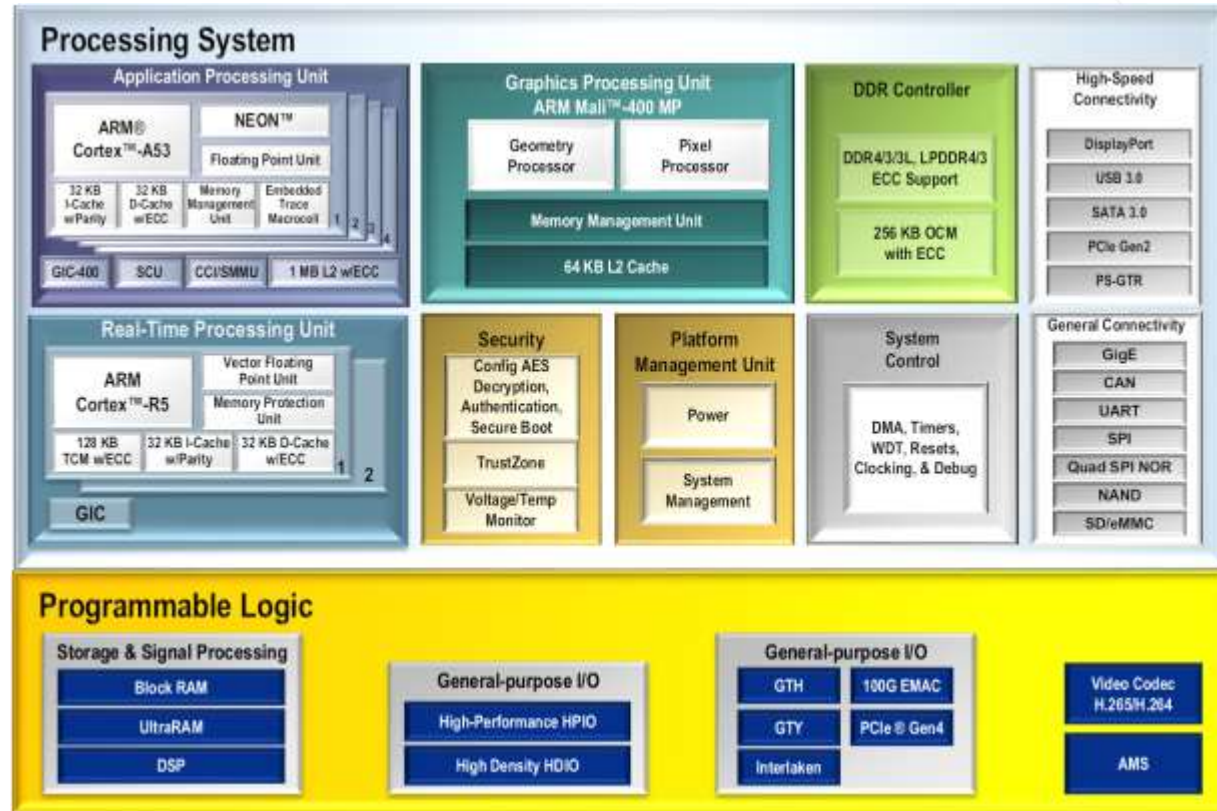 Processing System
Application Processing Unit
ARM®
Cortex™-A53
NEON™
Floating Point Unit
32 KB
I-Cache
w/Parity
32 KB
D-Cache
w/ECC
Memory
Management
Unit
Embedded
Trace
Macrocell
1
2
3
4
GIC-400
SCU
CCI/SMMU
1 MB L2 w/ECC
Graphics Processing Unit
ARM Mali™-400 MP
Geometry
Processor
Pixel
Processor
Memory Management Unit
64 KB L2 Cache
DDR Controller
DDR4/3/3L, LPDDR4/3
ECC Support
256 KB OCM
with ECC
High-Speed
Connectivity
DisplayPort
USB 3.0
SATA 3.0
PCIe Gen2
PS-GTR
Real-Time Processing Unit
ARM
Cortex™-R5
Vector Floating
Point Unit
Memory Protection
Unit
128 KB
TCM w/ECC
32 KB I-Cache
w/Parity
32 KB D-Cache
w/ECC
1
2
GIC
Security
Config AES
Decryption,
Authentication,
Secure Boot
TrustZone
Voltage/Temp
Monitor
Platform
Management Unit
Power
System
Management
System
Control
DMA, Timers,
WDT, Resets,
Clocking, & Debug
General Connectivity
GigE
CAN
UART
SPI
Quad SPI NOR
NAND
SD/eMMC
Programmable Logic
Storage & Signal Processing
Block RAM
UltraRAM
DSP
General-purpose I/O
High-Performance HPIO
High Density HDIO
General-purpose I/O
GTH
100G EMAC
GTY
PCIe ® Gen4
Interlaken
Video Codec
H.265/H.264
AMS